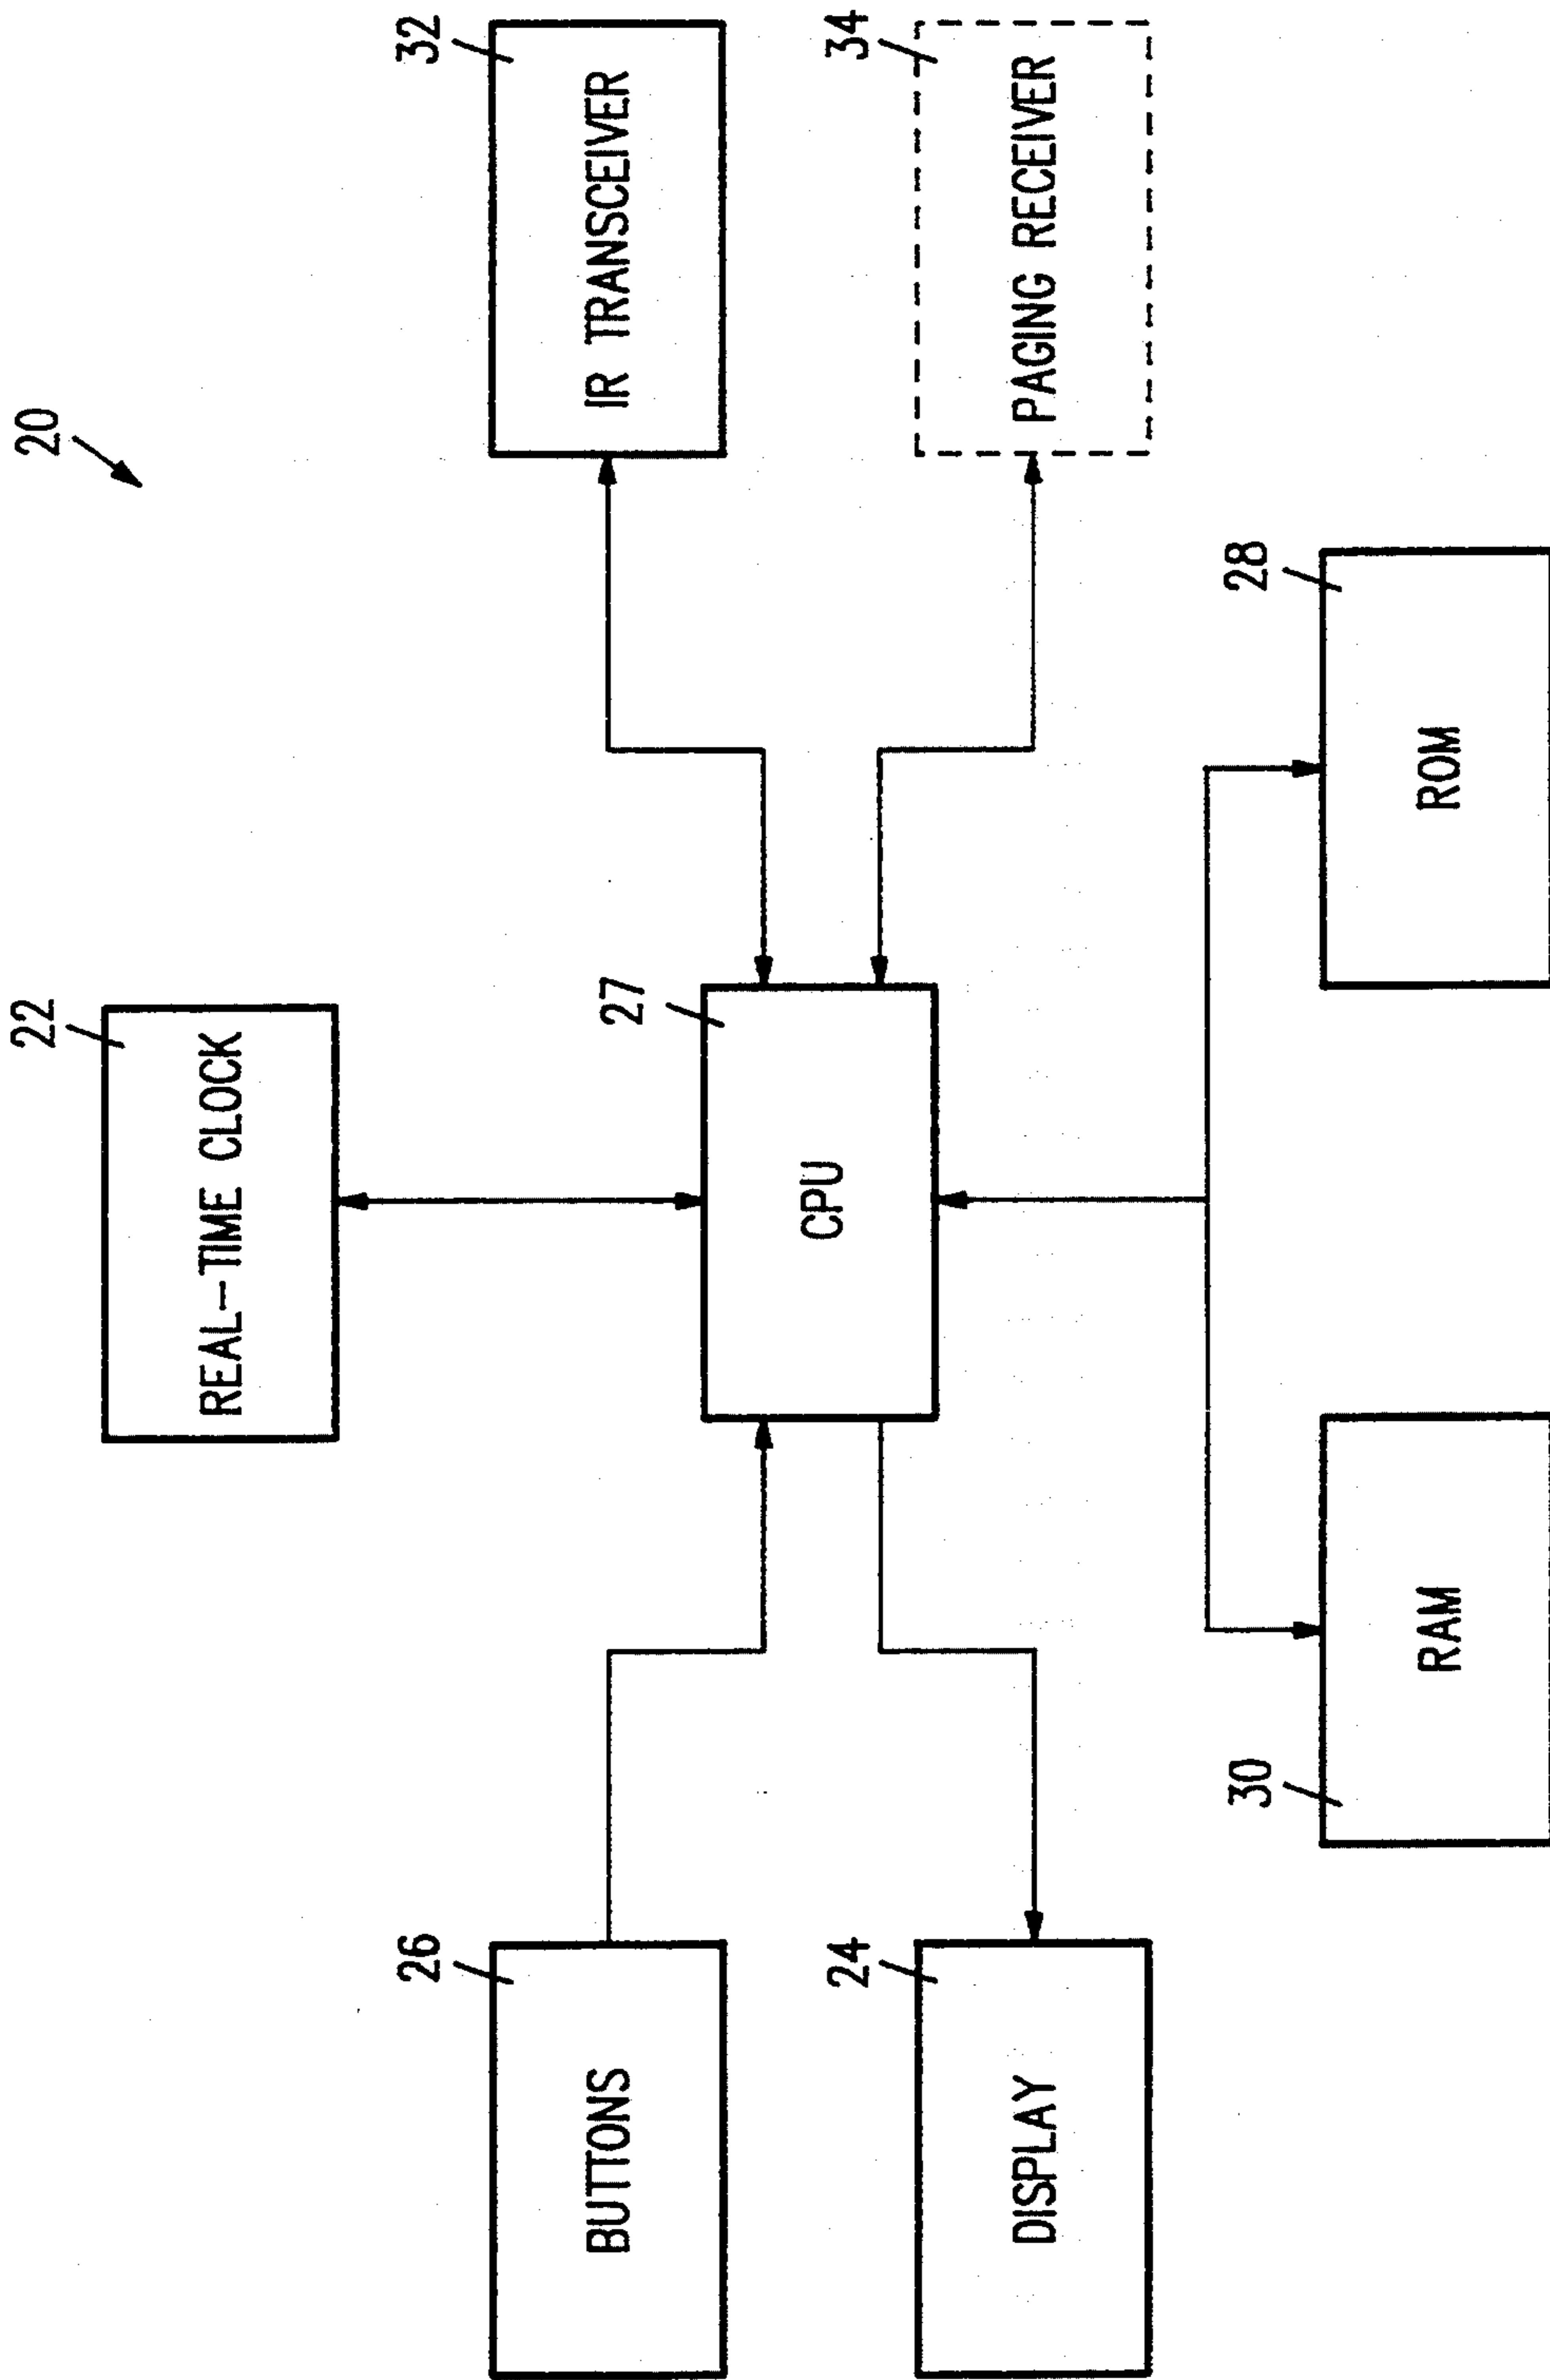 20
22
REAL-TIME CLOCK
26
BUTTONS
27
CPU
32
IR TRANSCEIVER
24
DISPLAY
34
PAGING RECEIVER
30
RAM
28
ROM